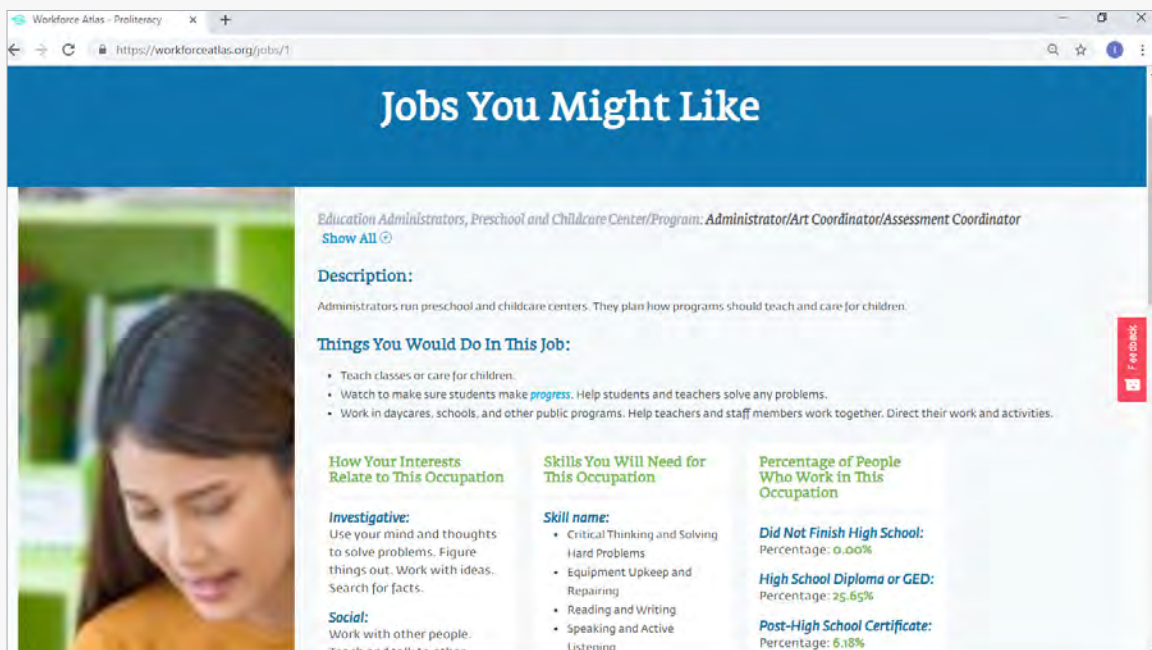 Workforce Atlas - Proliteracy
https://workforceatlas.org/jobs/1
Jobs You Might Like
Education Administrators, Preschool and Childcare Center/Program: Administrator/Art Coordinator/Assessment Coordinator
Show All
Description:
Administrators run preschool and childcare centers. They plan how programs should teach and care for children.
Things You Would Do In This Job:
• Teach classes or care for children.
• Watch to make sure students make progress. Help students and teachers solve any problems.
• Work in daycares, schools, and other public programs. Help teachers and staff members work together. Direct their work and activities.
Feedback
How Your Interests
Relate to This Occupation
Investigative:
Use your mind and thoughts
to solve problems. Figure
things out. Work with ideas.
Search for facts.
Social:
Work with other people.
Teach and talk to other
Skills You Will Need for
This Occupation
Skill name:
• Critical Thinking and Solving
Hard Problems
• Equipment Upkeep and
Repairing
• Reading and Writing
• Speaking and Active
Listening
Percentage of People
Who Work in This
Occupation
Did Not Finish High School:
Percentage: 0.00%
High School Diploma or GED:
Percentage: 25.65%
Post-High School Certificate:
Percentage: 6.18%